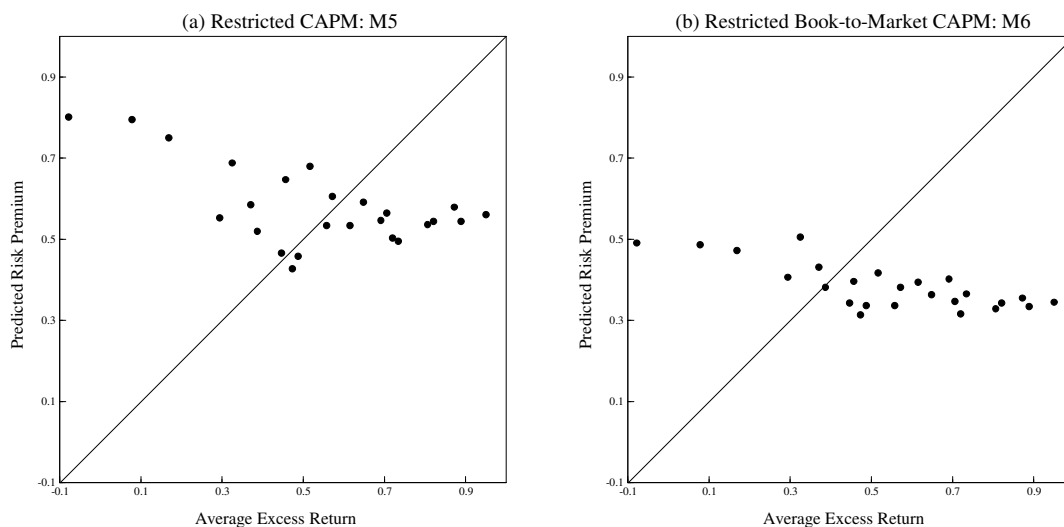 (a) Restricted CAPM: M5
Predicted Risk Premium
0.9
0.7
0.5
0.3
0.1
-0.1
-0.1 0.1 0.3 0.5 0.7 0.9
Average Excess Return
(b) Restricted Book-to-Market CAPM: M6
Predicted Risk Premium
0.9
0.7
0.5
0.3
0.1
-0.1
-0.1 0.1 0.3 0.5 0.7 0.9
Average Excess Return